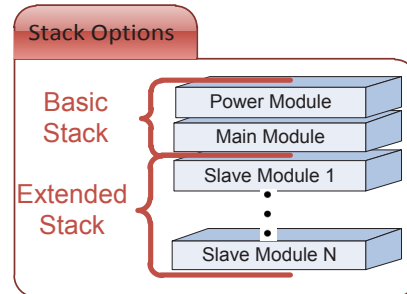 Stack Options
Basic
Stack
Power Module
Main Module
Extended
Stack
Slave Module 1
Slave Module N